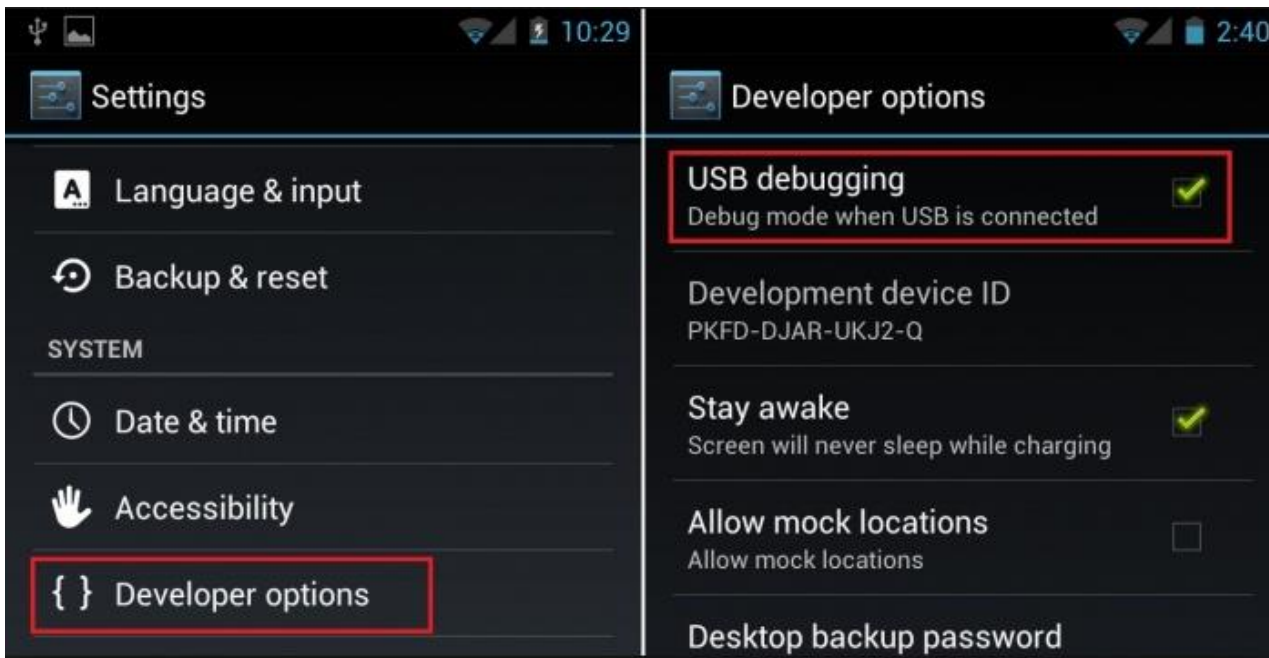 10:29
Settings
Language & input
Backup & reset
SYSTEM
Date & time
Accessibility
{ } Developer options
2:40
Developer options
USB debugging
Debug mode when USB is connected
Development device ID
PKFD-DJAR-UKJ2-Q
Stay awake
Screen will never sleep while charging
Allow mock locations
Allow mock locations
Desktop backup password